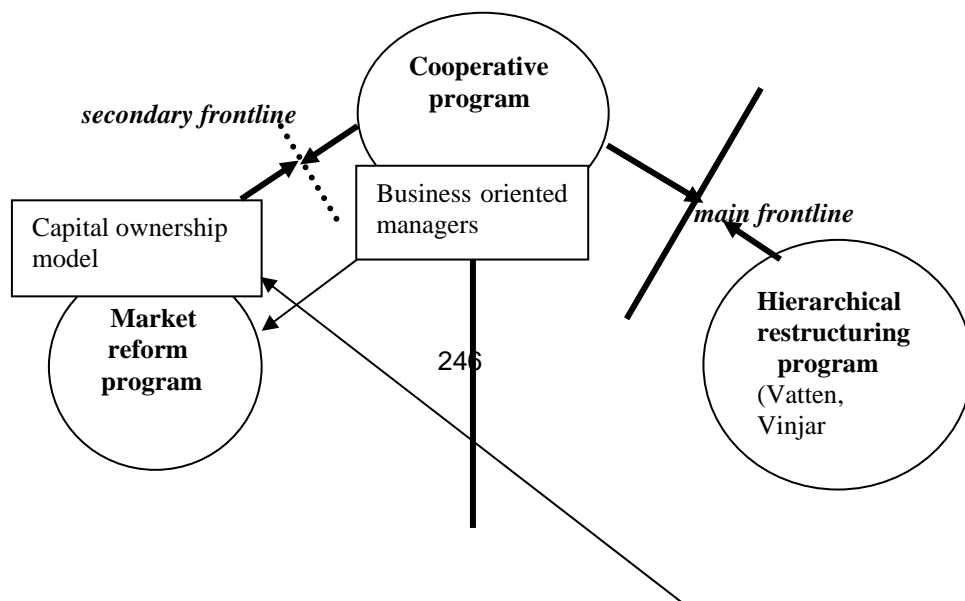 Cooperative
program
secondary frontline
Business oriented
managers
main frontline
Capital ownership
model
Market
reform
program
Hierarchical
restructuring
program
(Vatten,
Vinjar
246